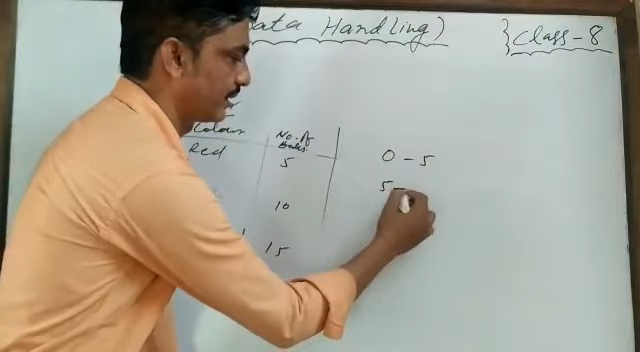 ata Handling)
} Class-8
Colour No. of Balls
Red 5
10
15
0 - 5
5 -